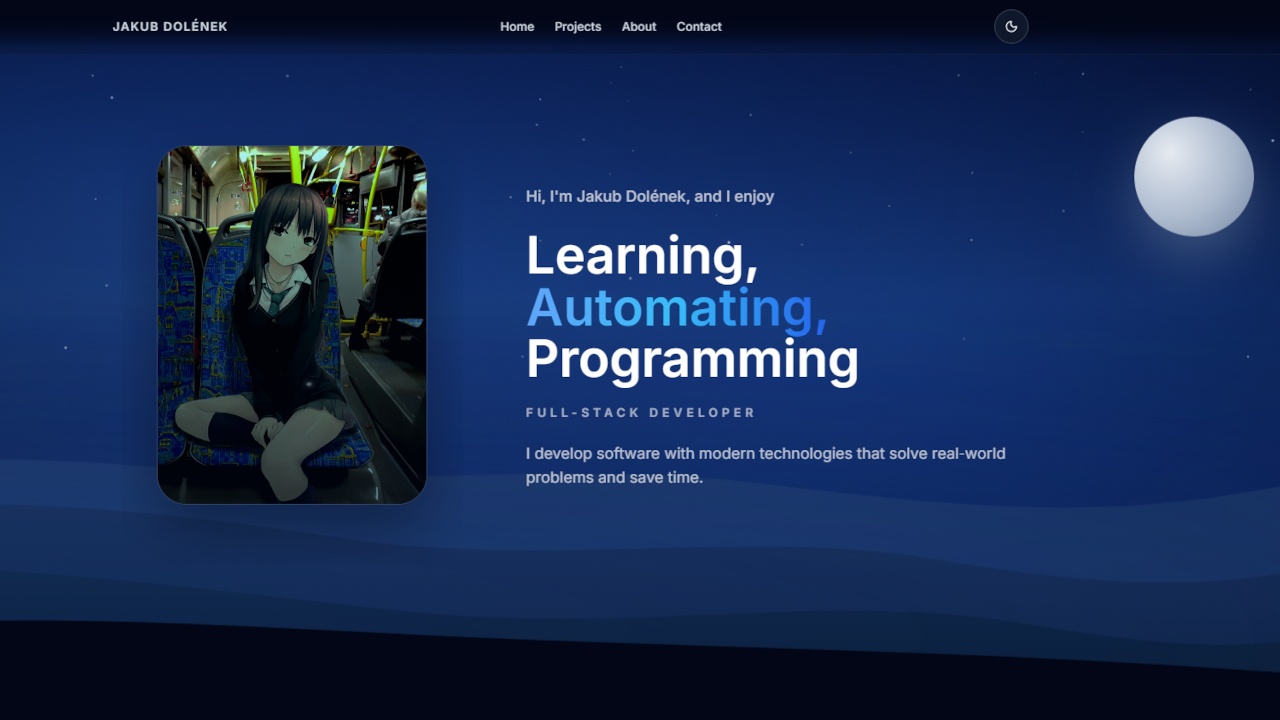 JAKUB DOLÉNEK
Home Projects About Contact
Hi, I'm Jakub Dolének, and I enjoy
Learning,
Automating,
Programming
FULL-STACK DEVELOPER
I develop software with modern technologies that solve real-world
problems and save time.